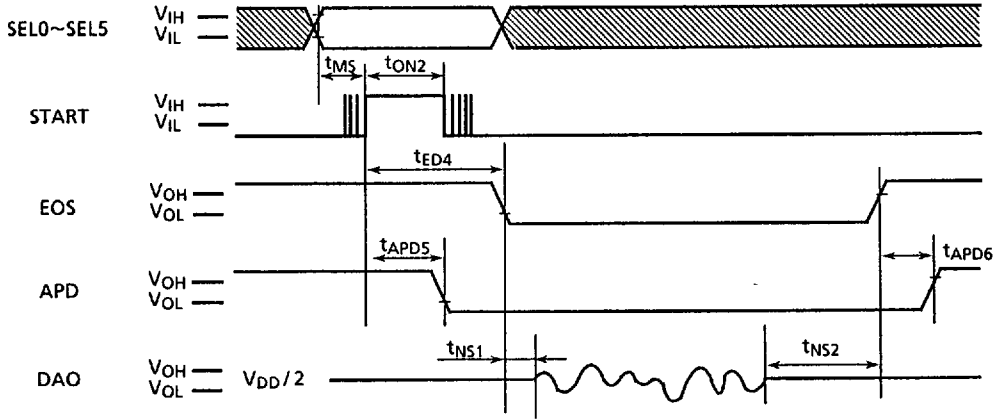 SEL0~SEL5
VIH
VIL
tMS
tON2
START
VIH
VIL
tED4
EOS
VOH
VOL
tAPD5
tAPD6
APD
VOH
VOL
tNS1
tNS2
DAO
VOH
VOL
VDD/2